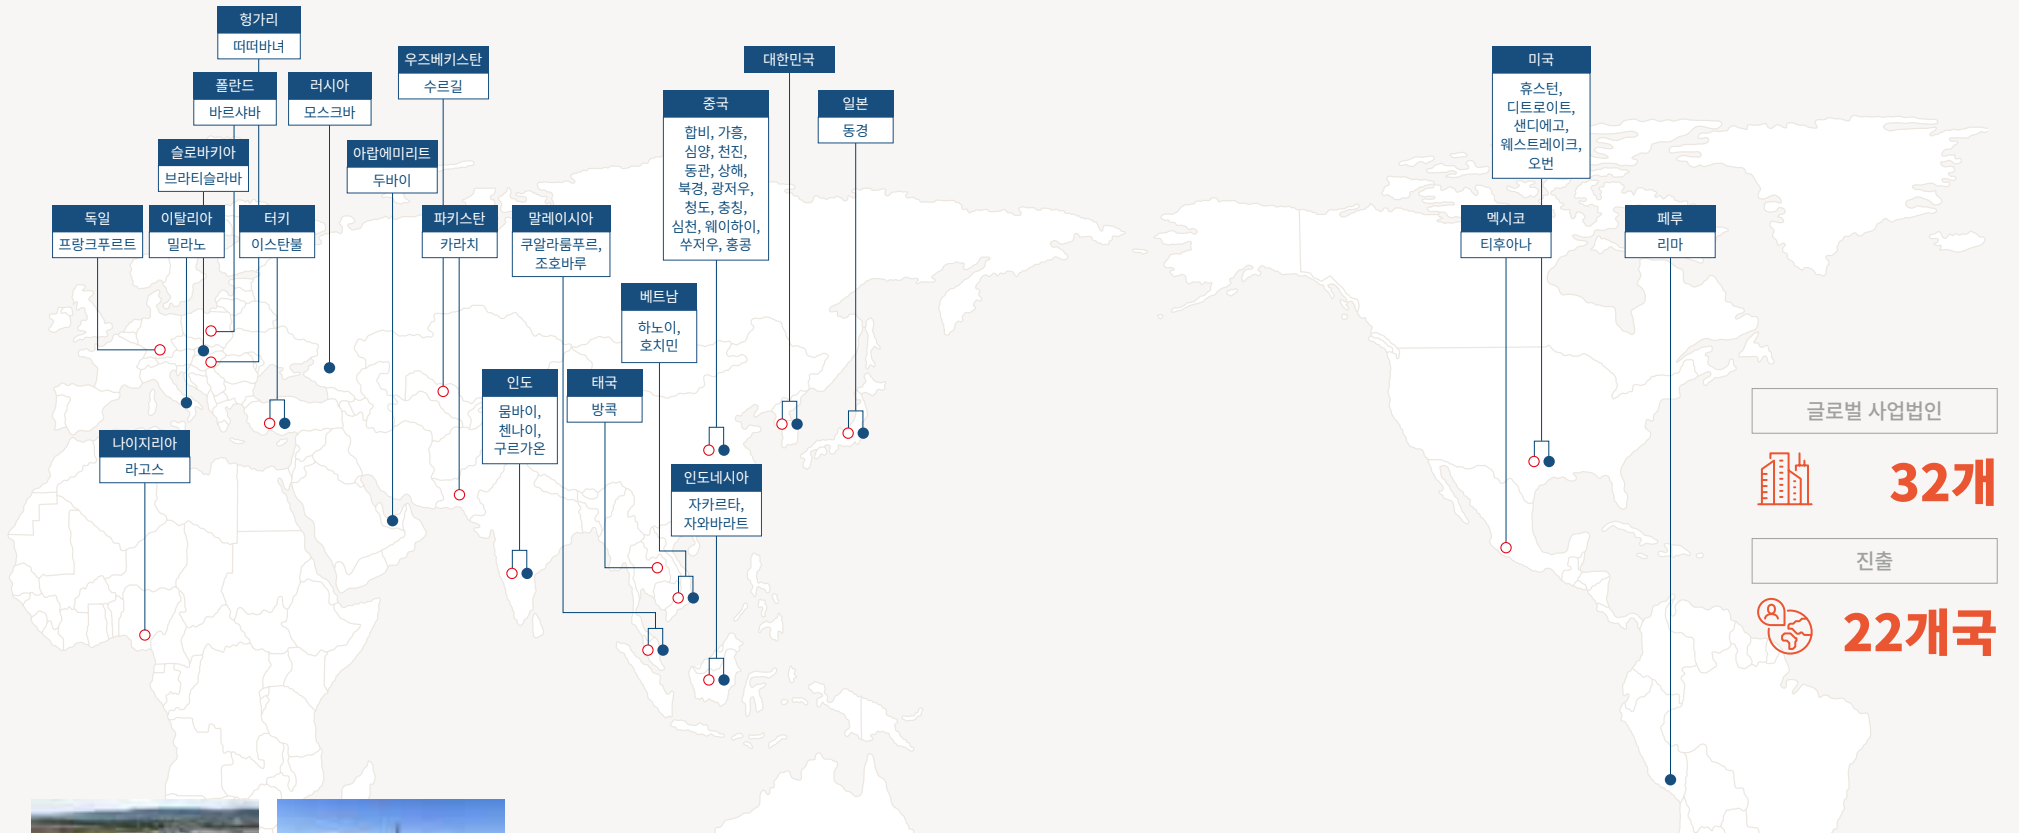 헝가리
떠떠바녀
폴란드
바르샤바
러시아
모스크바
우즈베키스탄
수르길
대한민국
미국
휴스턴,
디트로이트,
샌디에고,
웨스트레이크,
오번
중국
합비, 가흥,
심양, 천진,
동관, 상해,
북경, 광저우,
청도, 충칭,
심천, 웨이하이,
쑤저우, 홍콩
일본
동경
슬로바키아
브라티슬라바
아랍에미리트
두바이
독일
프랑크푸르트
이탈리아
밀라노
터키
이스탄불
파키스탄
카라치
말레이시아
쿠알라룸푸르,
조호바루
멕시코
티후아나
페루
리마
베트남
하노이,
호치민
인도
뭄바이,
첸나이,
구르가온
태국
방콕
나이지리아
라고스
인도네시아
자카르타,
자와바라트
글로벌 사업법인
32개
진출
22개국